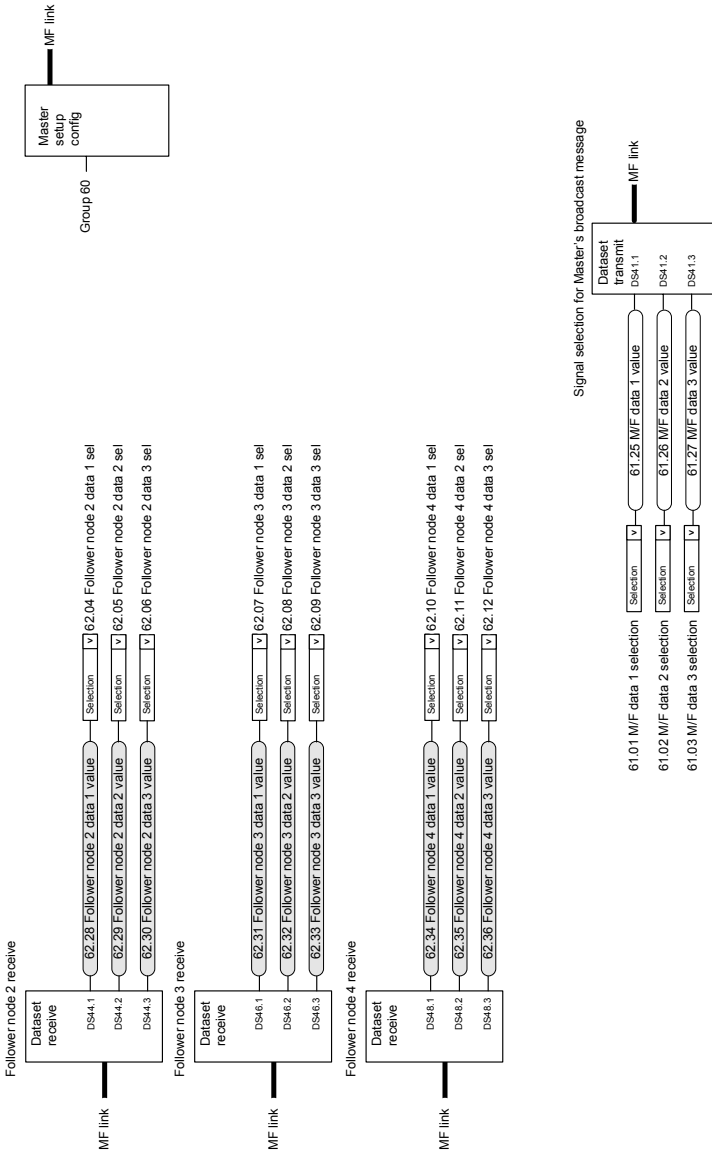 Follower node 2 receive
MF link
Dataset
receive
DS44.1
62.28 Follower node 2 data 1 value
Selection
v
62.04 Follower node 2 data 1 sel
DS44.2
62.29 Follower node 2 data 2 value
Selection
v
62.05 Follower node 2 data 2 sel
DS44.3
62.30 Follower node 2 data 3 value
Selection
v
62.06 Follower node 2 data 3 sel
Follower node 3 receive
MF link
Dataset
receive
DS46.1
62.31 Follower node 3 data 1 value
Selection
v
62.07 Follower node 3 data 1 sel
DS46.2
62.32 Follower node 3 data 2 value
Selection
v
62.08 Follower node 3 data 2 sel
DS46.3
62.33 Follower node 3 data 3 value
Selection
v
62.09 Follower node 3 data 3 sel
Follower node 4 receive
MF link
Dataset
receive
DS48.1
62.34 Follower node 4 data 1 value
Selection
v
62.10 Follower node 4 data 1 sel
DS48.2
62.35 Follower node 4 data 2 value
Selection
v
62.11 Follower node 4 data 2 sel
DS48.3
62.36 Follower node 4 data 3 value
Selection
v
62.12 Follower node 4 data 3 sel
Group 60
Master
setup
config
MF link
Signal selection for Master's broadcast message
61.01 M/F data 1 selection
Selection
v
61.25 M/F data 1 value
Dataset
transmit
DS41.1
MF link
61.02 M/F data 2 selection
Selection
v
61.26 M/F data 2 value
DS41.2
61.03 M/F data 3 selection
Selection
v
61.27 M/F data 3 value
DS41.3